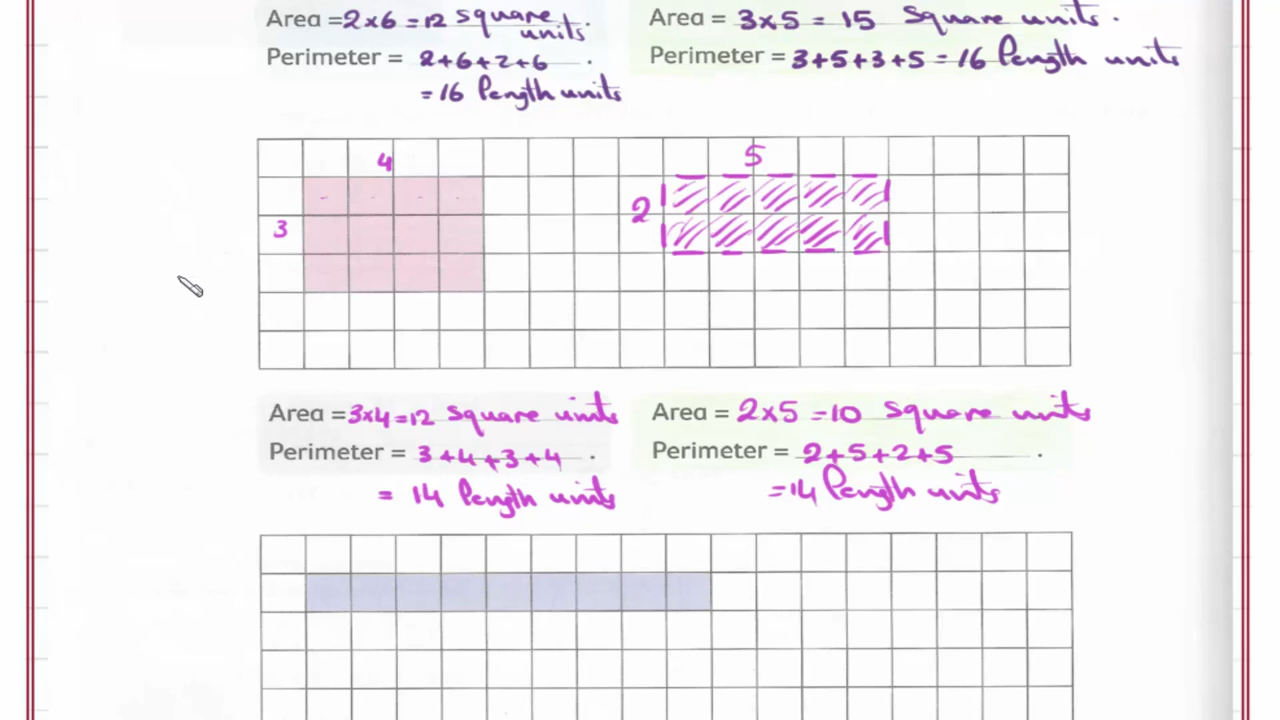 Area =2×6=12 square units.
Perimeter = 2+6+2+6 .
=16 length units
Area = 3×5 = 15 Square units.
Perimeter = 3+5+3+5=16 length units
4
3
5
2
Area =3×4=12 square units
Perimeter = 3+4+3+4 .
= 14 length units
Area = 2×5 =10 square units
Perimeter = 2+5+2+5 .
=14 length units